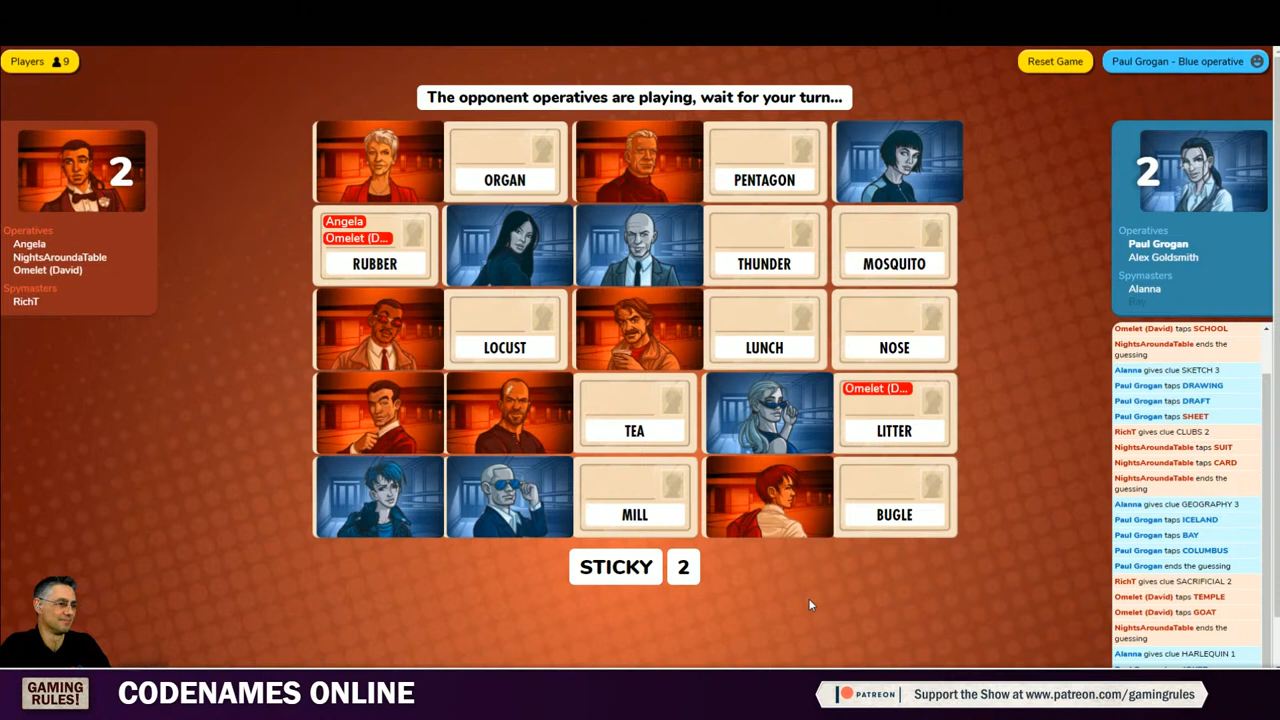 Players 9
Reset Game
Paul Grogan - Blue operative
The opponent operatives are playing, wait for your turn...
2
Operatives
Angela
NightsAroundaTable
Omelet (David)
Spymasters
RichT
ORGAN
PENTAGON
Angela
Omelet (D...
RUBBER
THUNDER
MOSQUITO
LOCUST
LUNCH
NOSE
TEA
Omelet (D...
LITTER
MILL
BUGLE
STICKY 2
2
Operatives
Paul Grogan
Alex Goldsmith
Spymasters
Alanna
Ray
Omelet (David) taps SCHOOL
NightsAroundaTable ends the
guessing
Alanna gives clue SKETCH 3
Paul Grogan taps DRAWING
Paul Grogan taps DRAFT
Paul Grogan taps SHEET
RichT gives clue CLUBS 2
NightsAroundaTable taps SUIT
NightsAroundaTable taps CARD
NightsAroundaTable ends the
guessing
Alanna gives clue GEOGRAPHY 3
Paul Grogan taps ICELAND
Paul Grogan taps BAY
Paul Grogan taps COLUMBUS
Paul Grogan ends the guessing
RichT gives clue SACRIFICIAL 2
Omelet (David) taps TEMPLE
Omelet (David) taps GOAT
NightsAroundaTable ends the
guessing
Alanna gives clue HARLEQUIN 1
GAMING
RULES!
CODENAMES ONLINE
PATREON
Support the Show at www.patreon.com/gamingrules